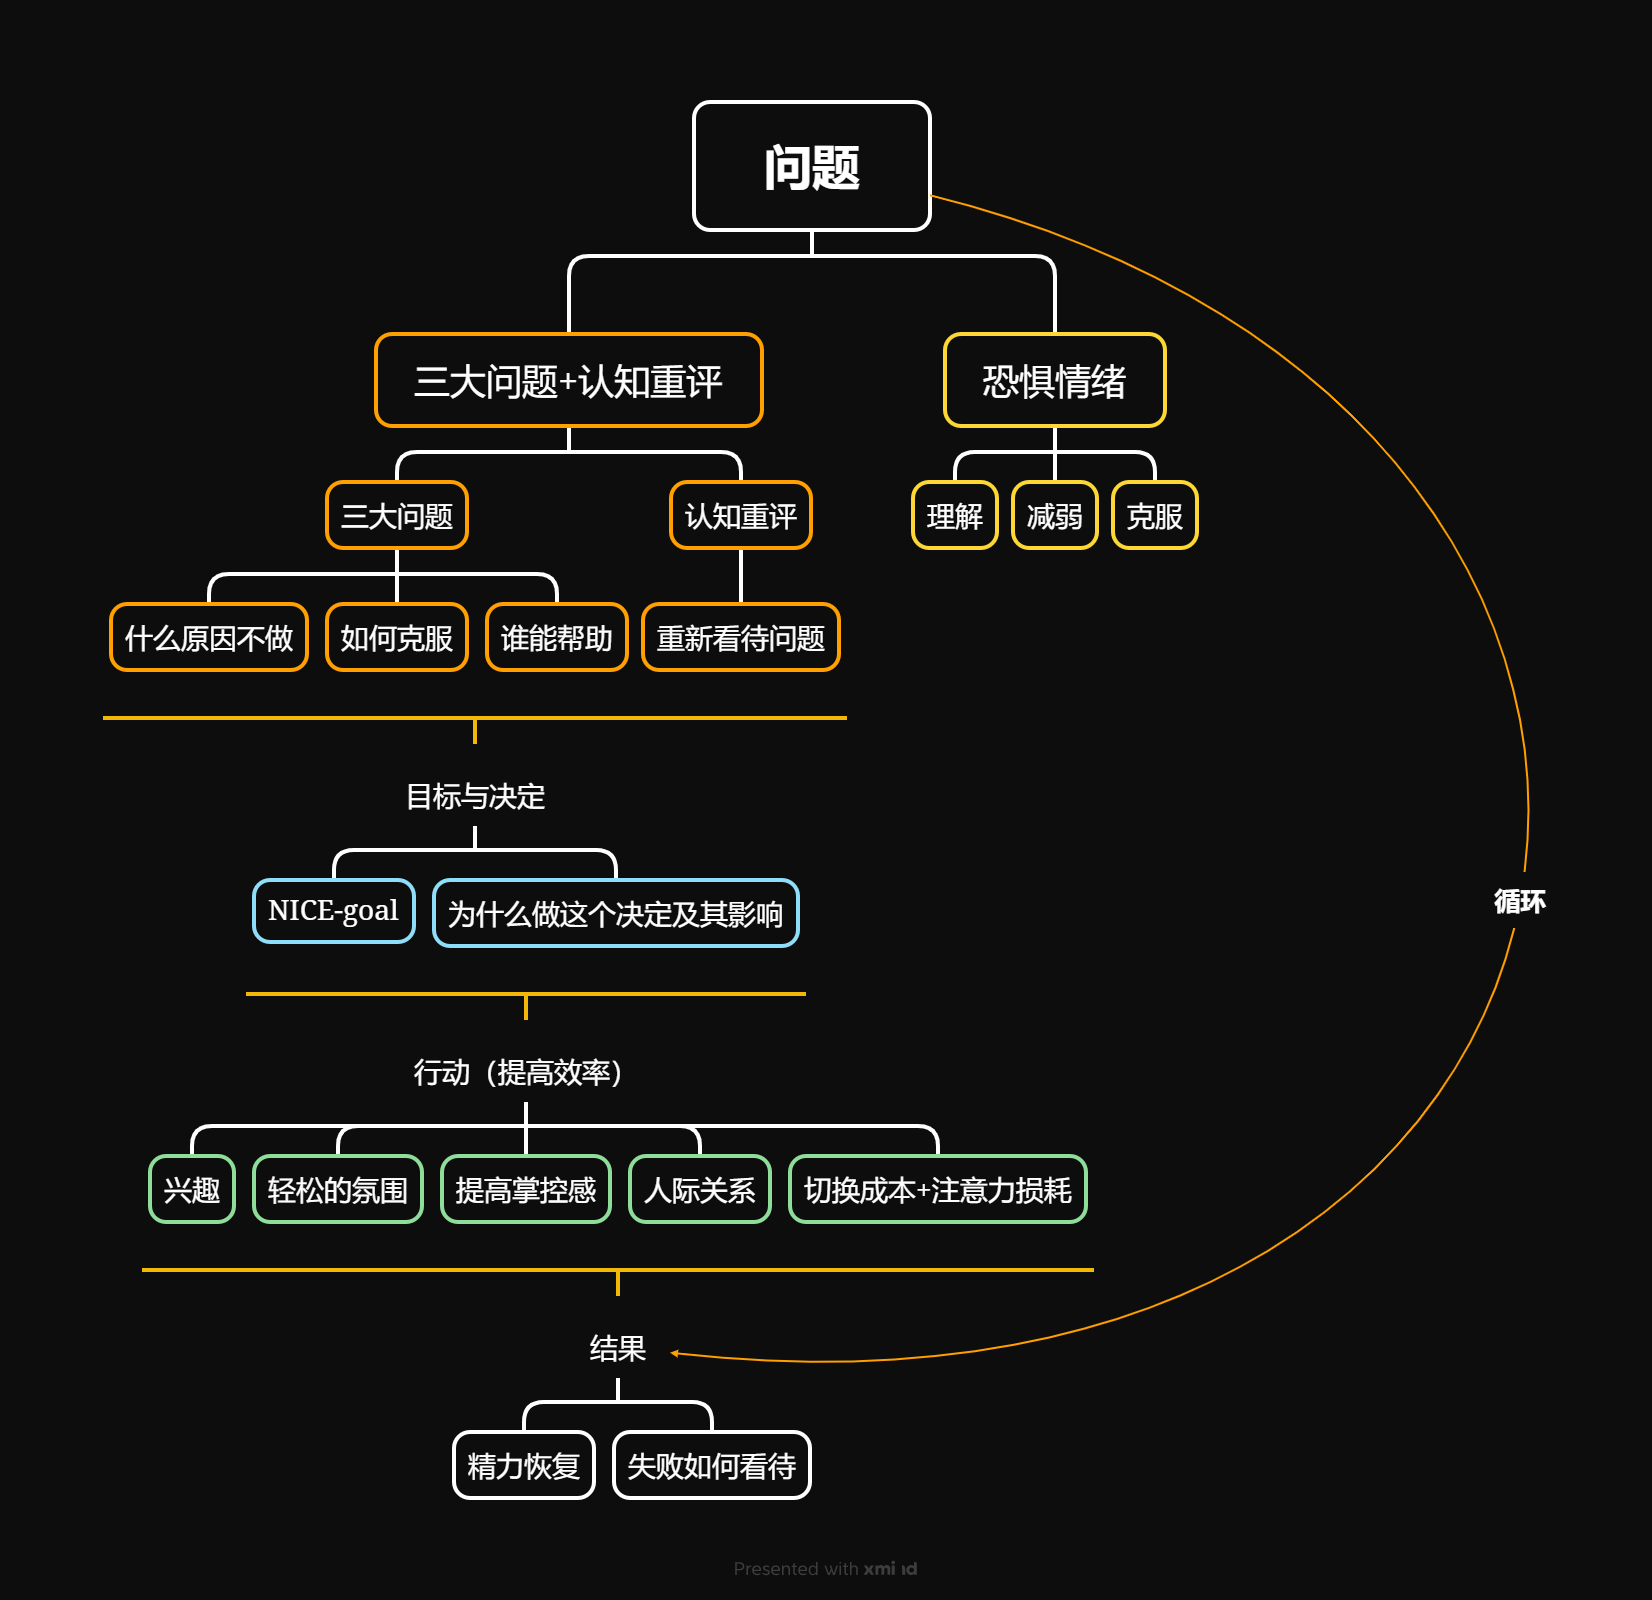 问题
三大问题+认知重评
恐惧情绪
三大问题
认知重评
理解
减弱
克服
什么原因不做
如何克服
谁能帮助
重新看待问题
目标与决定
NICE-goal
为什么做这个决定及其影响
循环
行动（提高效率）
兴趣
轻松的氛围
提高掌控感
人际关系
切换成本+注意力损耗
结果
精力恢复
失败如何看待
Presented with xmind